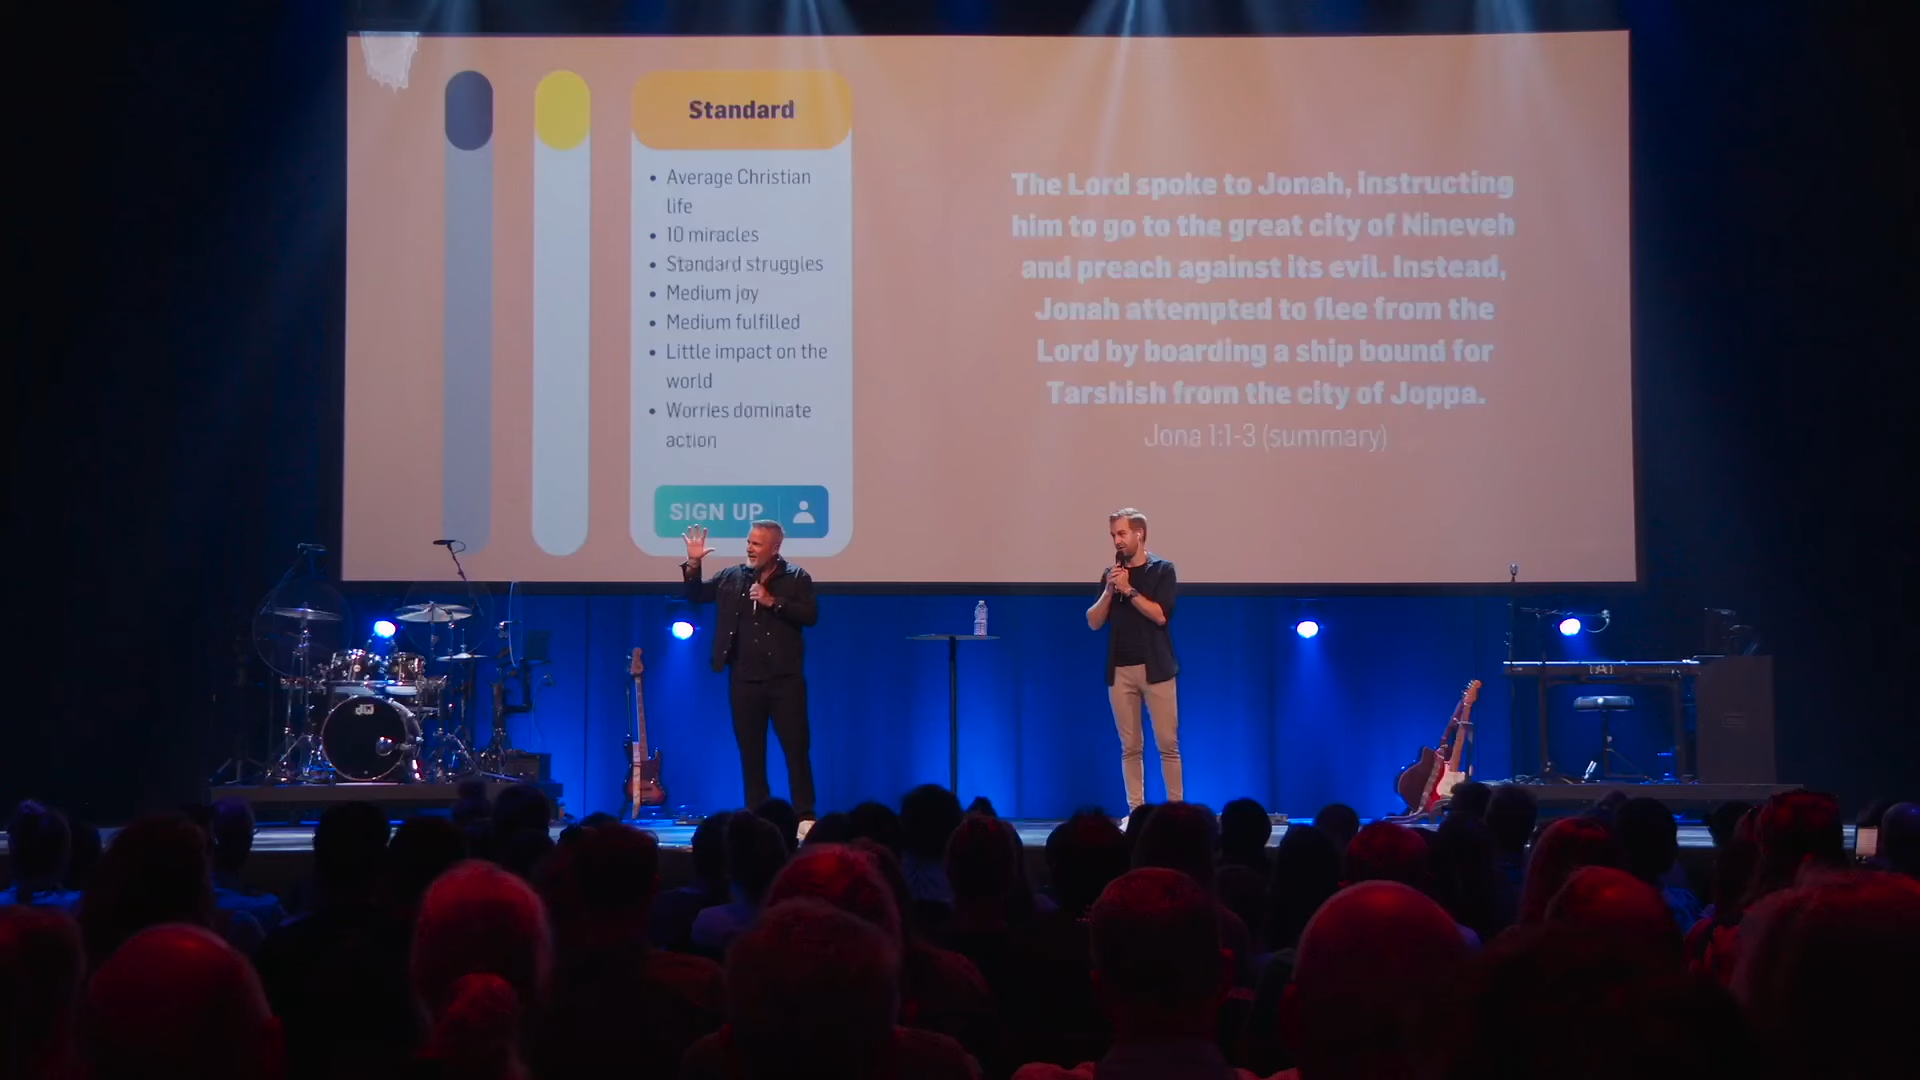 Standard
• Average Christian
life
• 10 miracles
• Standard struggles
• Medium joy
• Medium fulfilled
• Little impact on the
world
• Worries dominate
action
SIGN UP
The Lord spoke to Jonah, instructing
him to go to the great city of Nineveh
and preach against its evil. Instead,
Jonah attempted to flee from the
Lord by boarding a ship bound for
Tarshish from the city of Joppa.
Jona 1:1-3 (summary)